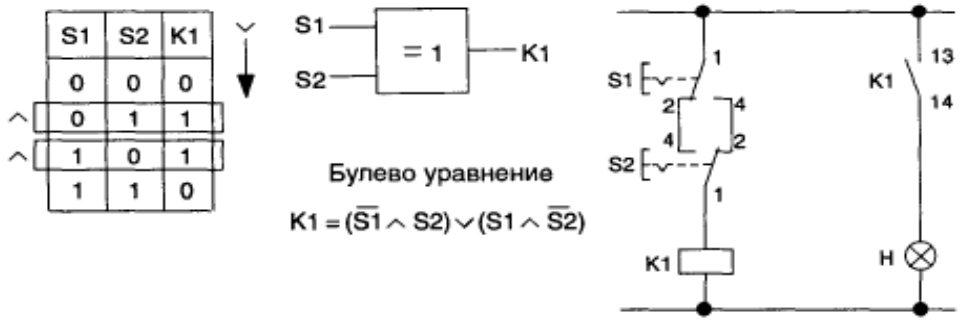 S1 S2 K1
0 0 0
0 1 1
1 0 1
1 1 0
S1
S2
= 1
K1
Булево уравнение
K1 = (S̅1̅ ∧ S2) ∨ (S1 ∧ S̅2̅)
S1
1
2
4
4
2
S2
1
K1
K1
13
14
H